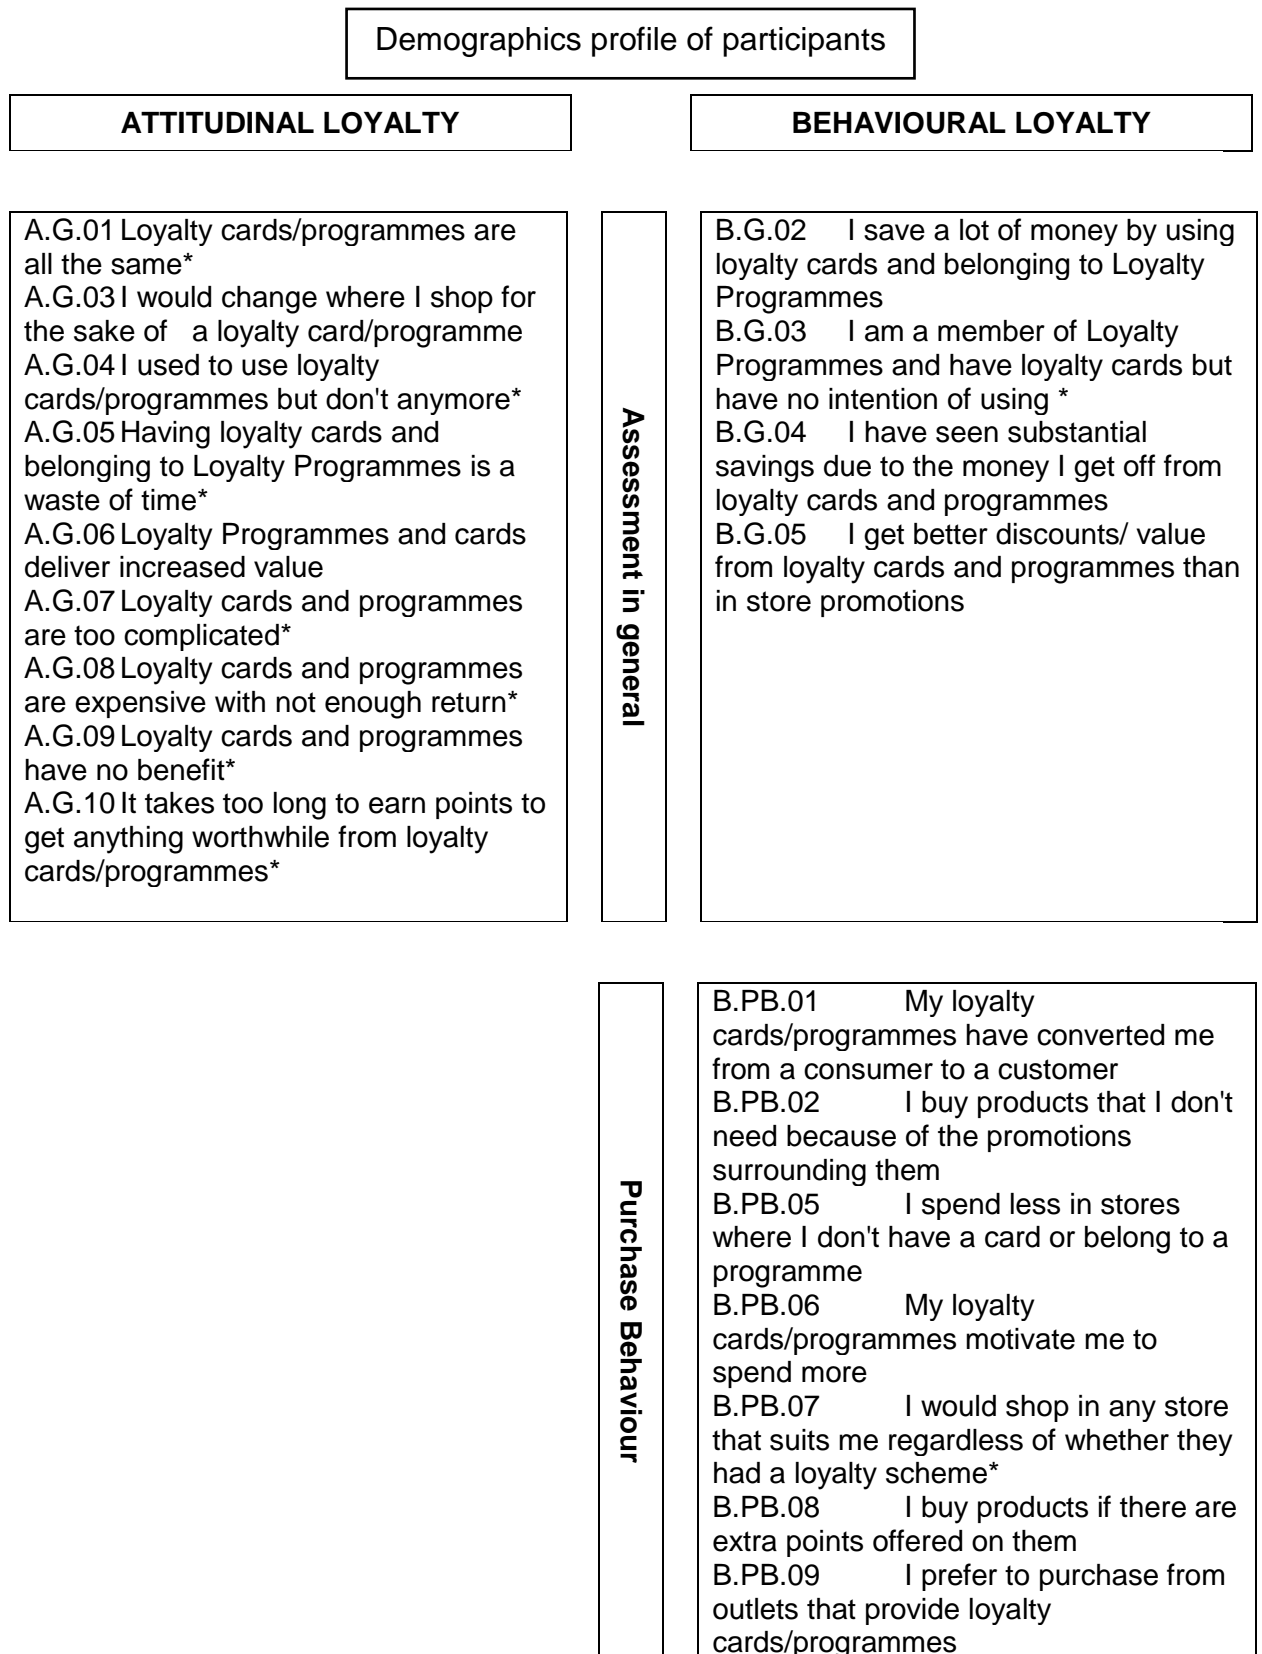 Demographics profile of participants
ATTITUDINAL LOYALTY
BEHAVIOURAL LOYALTY
A.G.01 Loyalty cards/programmes are
all the same*
A.G.03 I would change where I shop for
the sake of   a loyalty card/programme
A.G.04 I used to use loyalty
cards/programmes but don't anymore*
A.G.05 Having loyalty cards and
belonging to Loyalty Programmes is a
waste of time*
A.G.06 Loyalty Programmes and cards
deliver increased value
A.G.07 Loyalty cards and programmes
are too complicated*
A.G.08 Loyalty cards and programmes
are expensive with not enough return*
A.G.09 Loyalty cards and programmes
have no benefit*
A.G.10 It takes too long to earn points to
get anything worthwhile from loyalty
cards/programmes*
Assessment in general
B.G.02 I save a lot of money by using
loyalty cards and belonging to Loyalty
Programmes
B.G.03 I am a member of Loyalty
Programmes and have loyalty cards but
have no intention of using *
B.G.04 I have seen substantial
savings due to the money I get off from
loyalty cards and programmes
B.G.05 I get better discounts/ value
from loyalty cards and programmes than
in store promotions
Purchase Behaviour
B.PB.01 My loyalty
cards/programmes have converted me
from a consumer to a customer
B.PB.02 I buy products that I don't
need because of the promotions
surrounding them
B.PB.05 I spend less in stores
where I don't have a card or belong to a
programme
B.PB.06 My loyalty
cards/programmes motivate me to
spend more
B.PB.07 I would shop in any store
that suits me regardless of whether they
had a loyalty scheme*
B.PB.08 I buy products if there are
extra points offered on them
B.PB.09 I prefer to purchase from
outlets that provide loyalty
cards/programmes